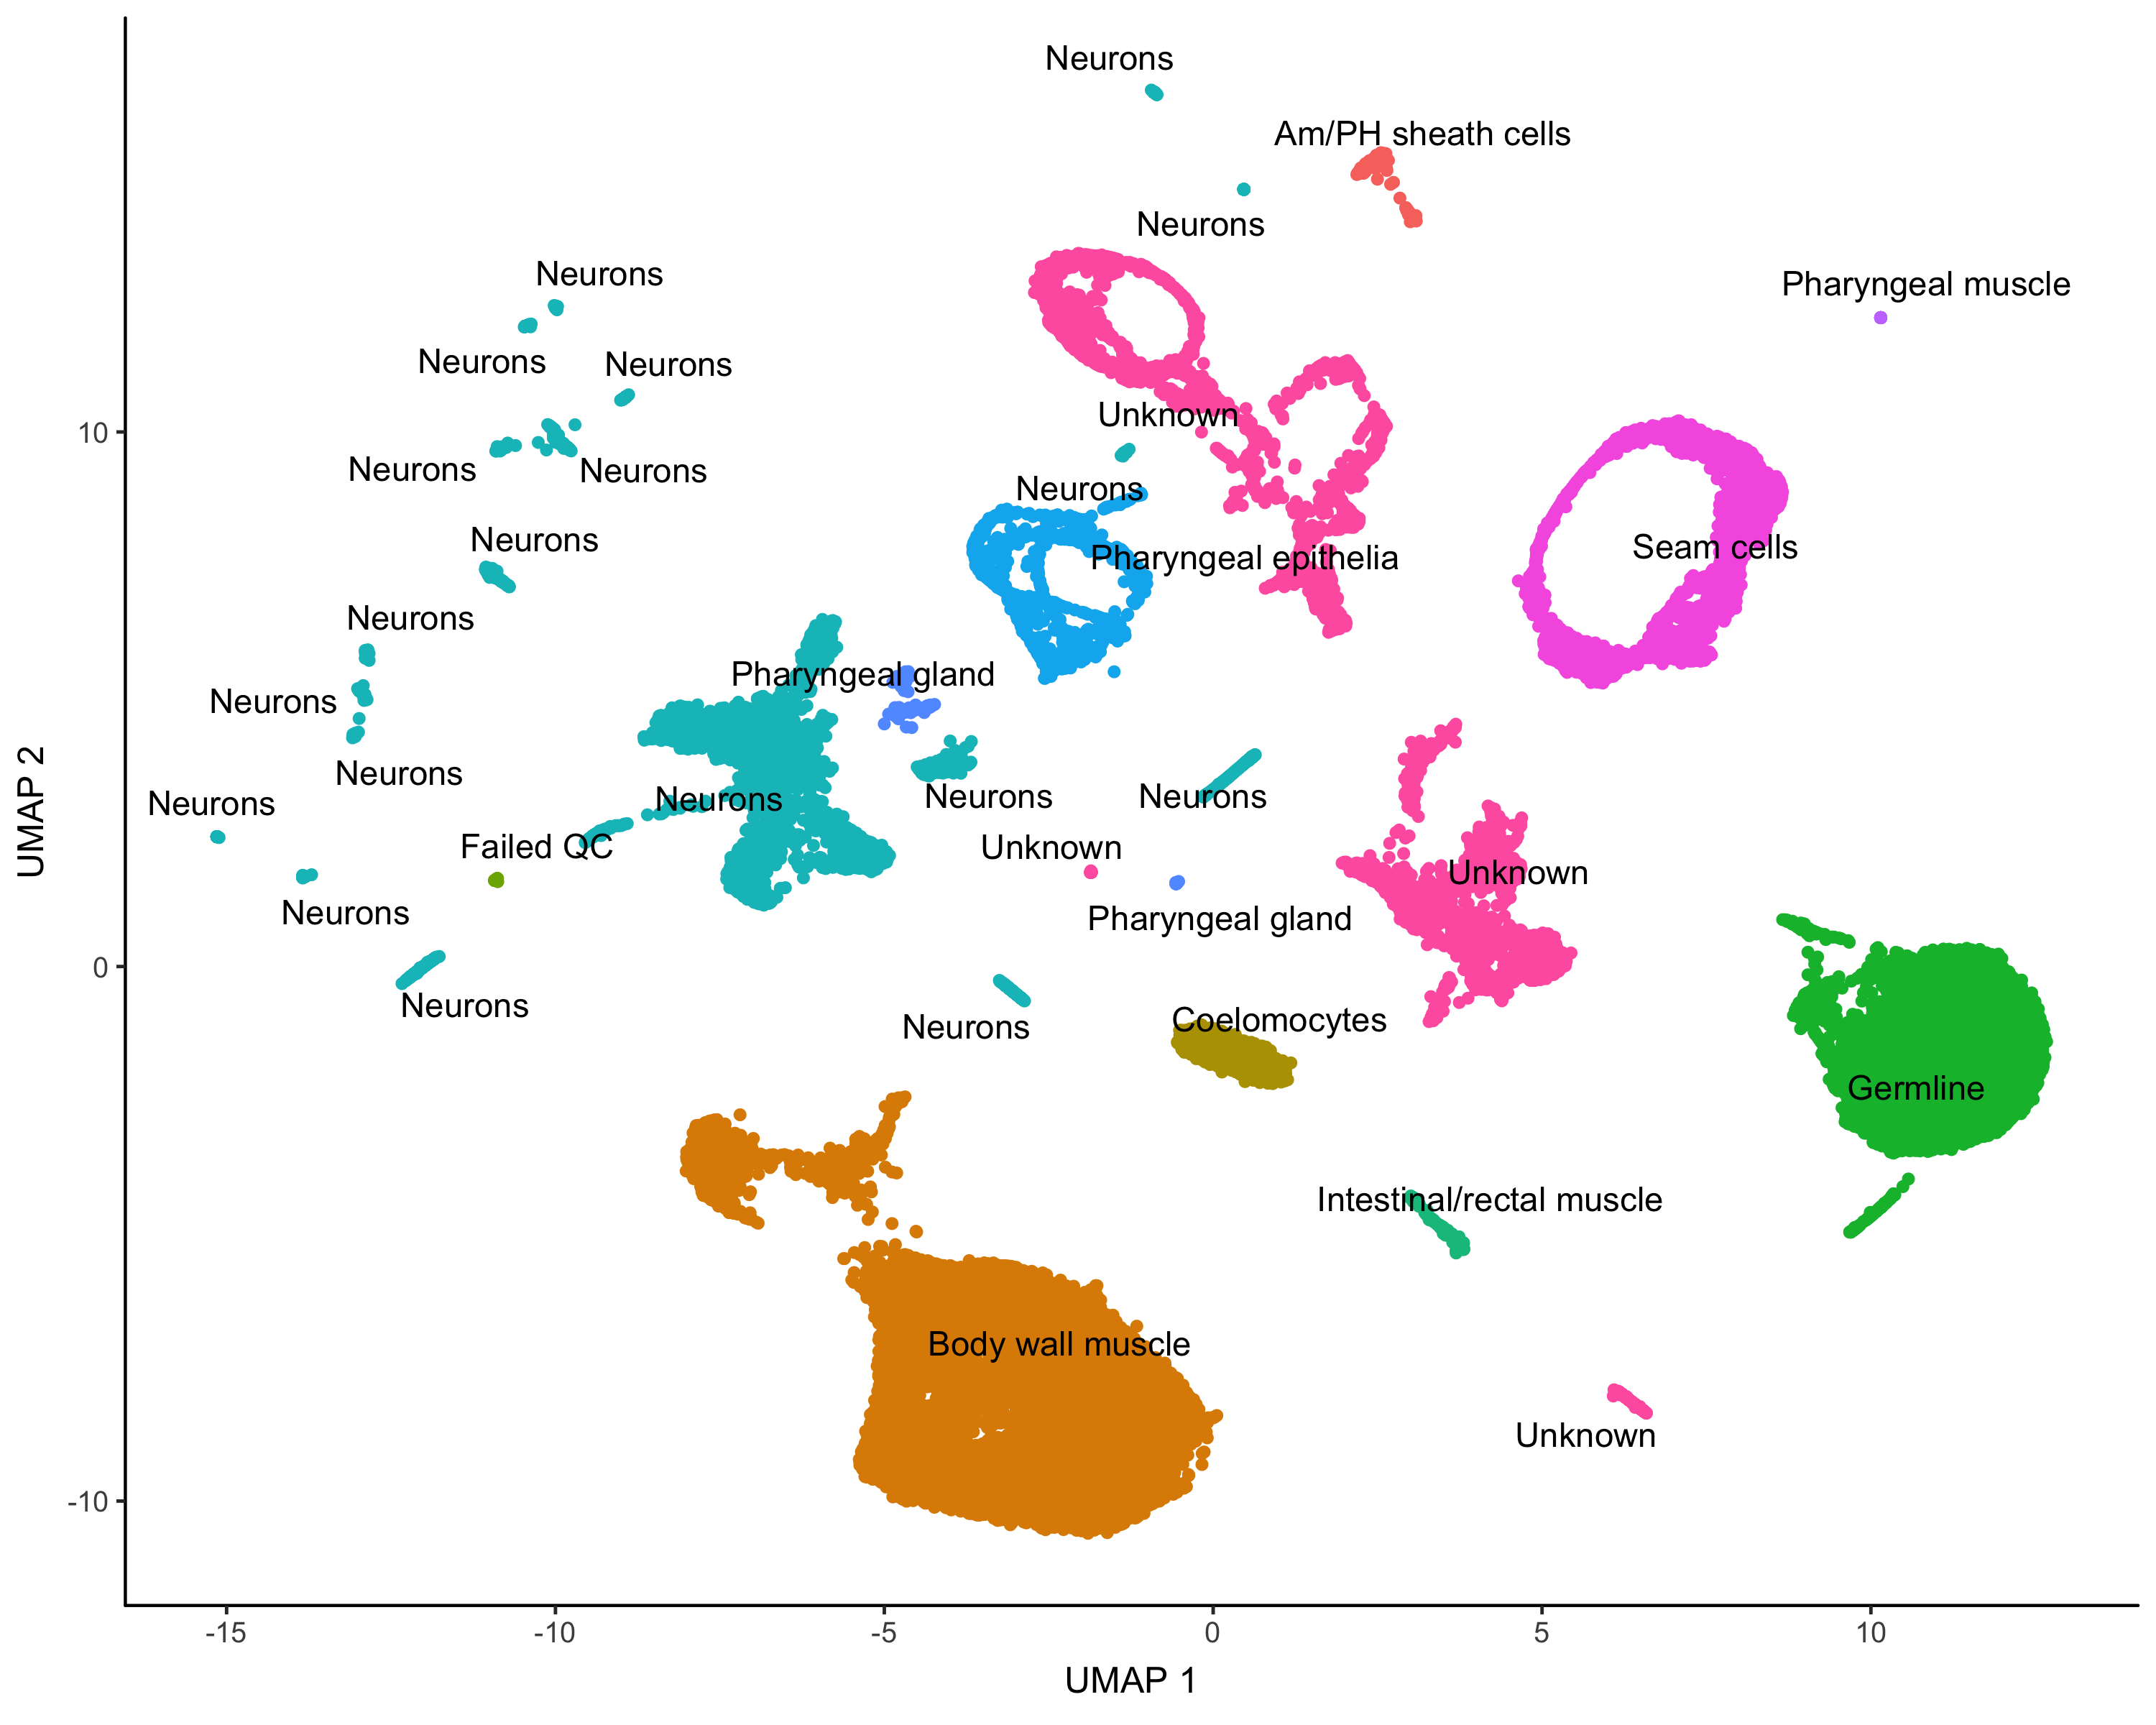 Neurons
Am/PH sheath cells
Neurons
Neurons
Pharyngeal muscle
Neurons
Neurons
Unknown
10
Neurons
Neurons
Neurons
Neurons
Seam cells
Pharyngeal epithelia
Neurons
Pharyngeal gland
Neurons
Neurons
Neurons
Neurons
Neurons
Neurons
UMAP 2
Failed QC
Unknown
Unknown
Neurons
Pharyngeal gland
0
Neurons
Neurons
Coelomocytes
Germline
Intestinal/rectal muscle
Body wall muscle
Unknown
-10
-15
-10
-5
0
5
10
UMAP 1